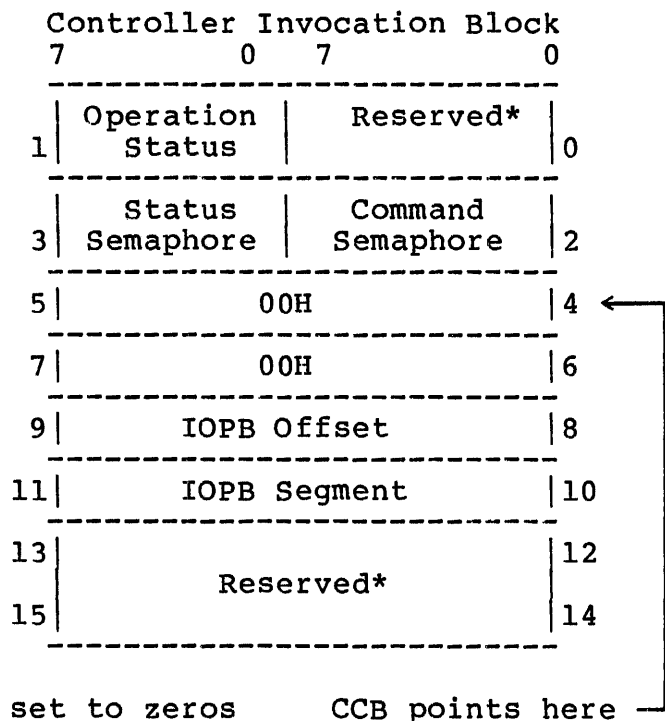 Controller Invocation Block
7 0 7 0
Operation Reserved*
1 Status 0
Status Command
3 Semaphore Semaphore 2
5 00H 4
7 00H 6
9 IOPB Offset 8
11 IOPB Segment 10
13 12
Reserved*
15 14
set to zeros CCB points here